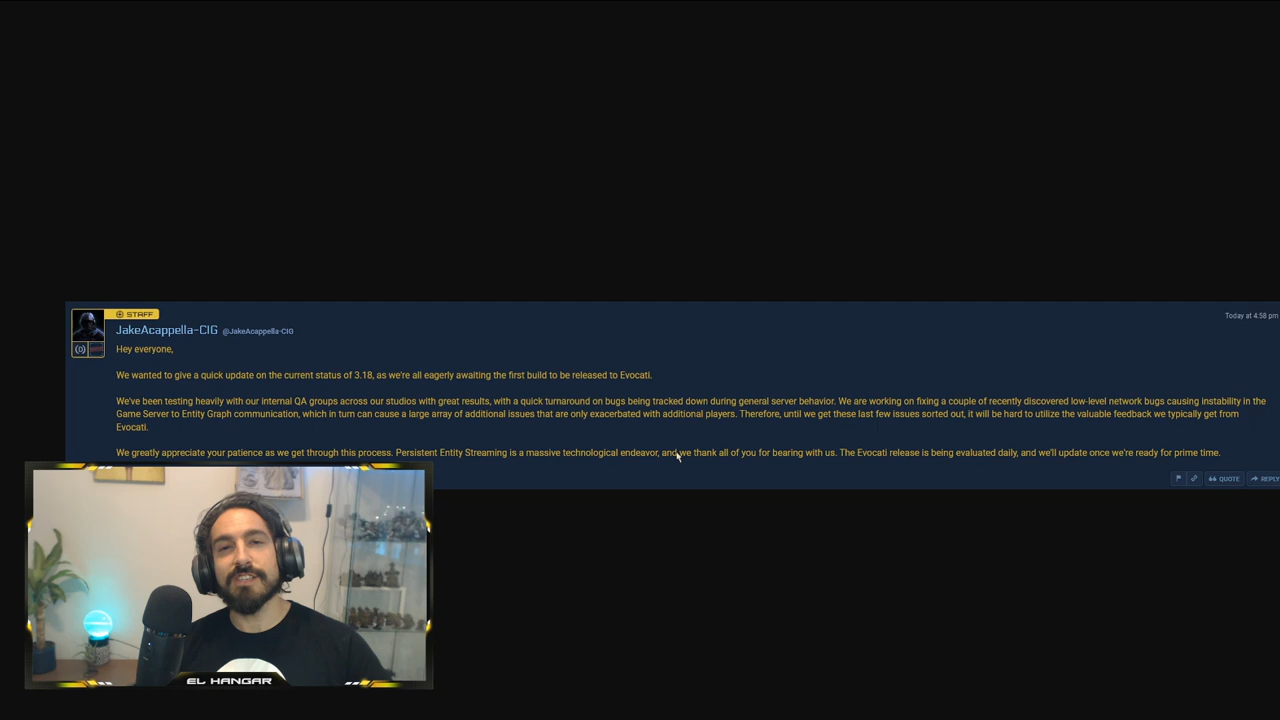 STAFF
JakeAcappella-CIG @JakeAcappella-CIG
Today at 4:58 pm
Hey everyone,
We wanted to give a quick update on the current status of 3.18, as we're all eagerly awaiting the first build to be released to Evocati.
We've been testing heavily with our internal QA groups across our studios with great results, with a quick turnaround on bugs being tracked down during general server behavior. We are working on fixing a couple of recently discovered low-level network bugs causing instability in the
Game Server to Entity Graph communication, which in turn can cause a large array of additional issues that are only exacerbated with additional players. Therefore, until we get these last few issues sorted out, it will be hard to utilize the valuable feedback we typically get from
Evocati.
We greatly appreciate your patience as we get through this process. Persistent Entity Streaming is a massive technological endeavor, and we thank all of you for bearing with us. The Evocati release is being evaluated daily, and we'll update once we're ready for prime time.
QUOTE REPLY
EL HANGAR